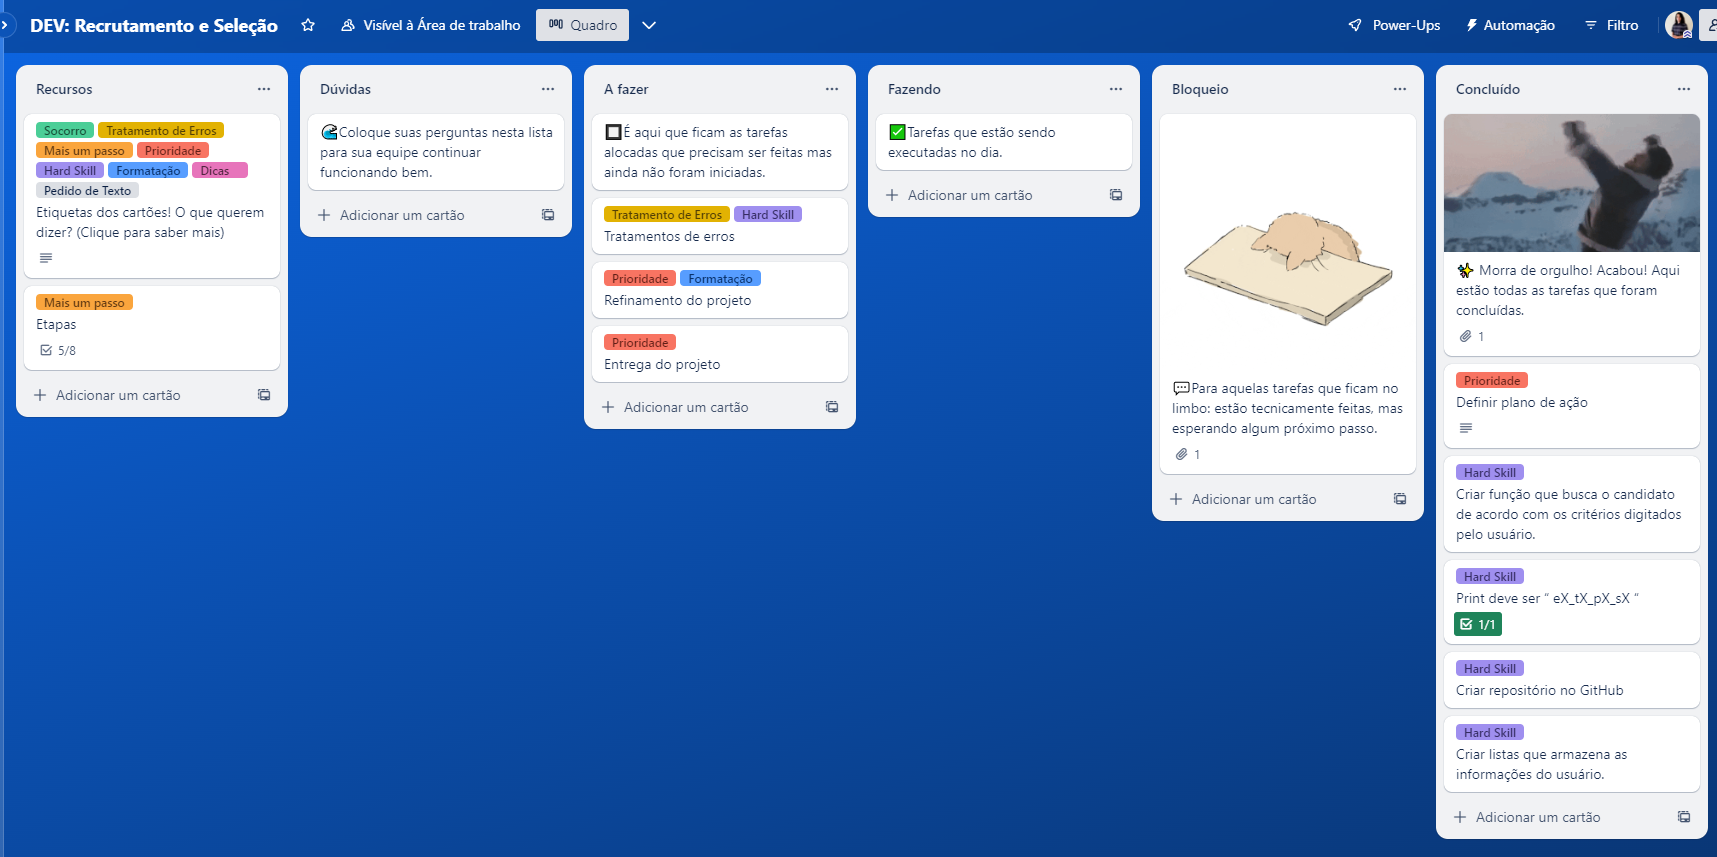 DEV: Recrutamento e Seleção
Visível à Área de trabalho
Quadro
Power-Ups
Automação
Filtro
Recursos
Socorro
Tratamento de Erros
Mais um passo
Prioridade
Hard Skill
Formatação
Dicas
Pedido de Texto
Etiquetas dos cartões! O que querem
dizer? (Clique para saber mais)
Mais um passo
Etapas
5/8
Adicionar um cartão
Dúvidas
Coloque suas perguntas nesta lista
para sua equipe continuar
funcionando bem.
Adicionar um cartão
A fazer
É aqui que ficam as tarefas
alocadas que precisam ser feitas mas
ainda não foram iniciadas.
Tratamento de Erros
Hard Skill
Tratamentos de erros
Prioridade
Formatação
Refinamento do projeto
Prioridade
Entrega do projeto
Adicionar um cartão
Fazendo
✅Tarefas que estão sendo
executadas no dia.
Adicionar um cartão
Bloqueio
💬Para aquelas tarefas que ficam no
limbo: estão tecnicamente feitas, mas
esperando algum próximo passo.
1
Adicionar um cartão
Concluído
✨ Morra de orgulho! Acabou! Aqui
estão todas as tarefas que foram
concluídas.
1
Prioridade
Definir plano de ação
Hard Skill
Criar função que busca o candidato
de acordo com os critérios digitados
pelo usuário.
Hard Skill
Print deve ser “ eX_tX_pX_sX “
1/1
Hard Skill
Criar repositório no GitHub
Hard Skill
Criar listas que armazena as
informações do usuário.
Adicionar um cartão